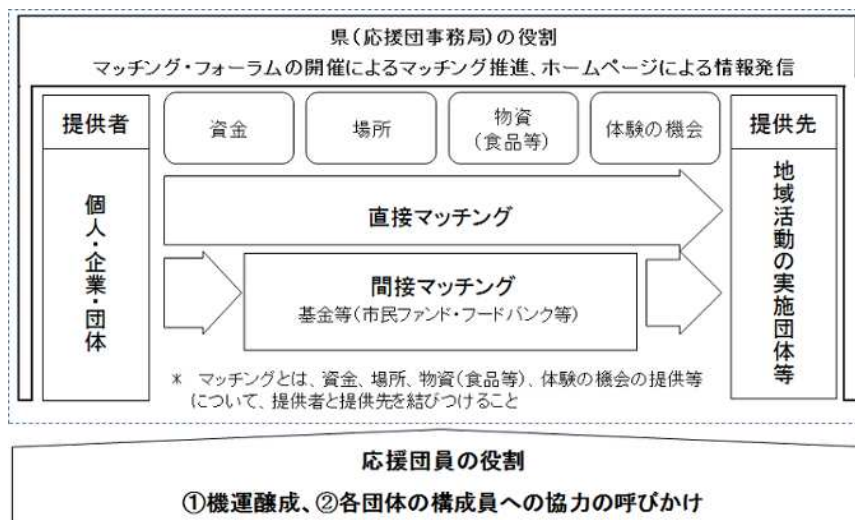 県(応援団事務局)の役割
マッチング・フォーラムの開催によるマッチング推進、ホームページによる情報発信
提供者
資金
場所
物資
(食品等)
体験の機会
提供先
個人・企業・団体
直接マッチング
間接マッチング
基金等(市民ファンド・フードバンク等)
地域活動の実施団体等
* マッチングとは、資金、場所、物資(食品等)、体験の機会の提供等
について、提供者と提供先を結びつけること
応援団員の役割
①機運醸成、②各団体の構成員への協力の呼びかけ